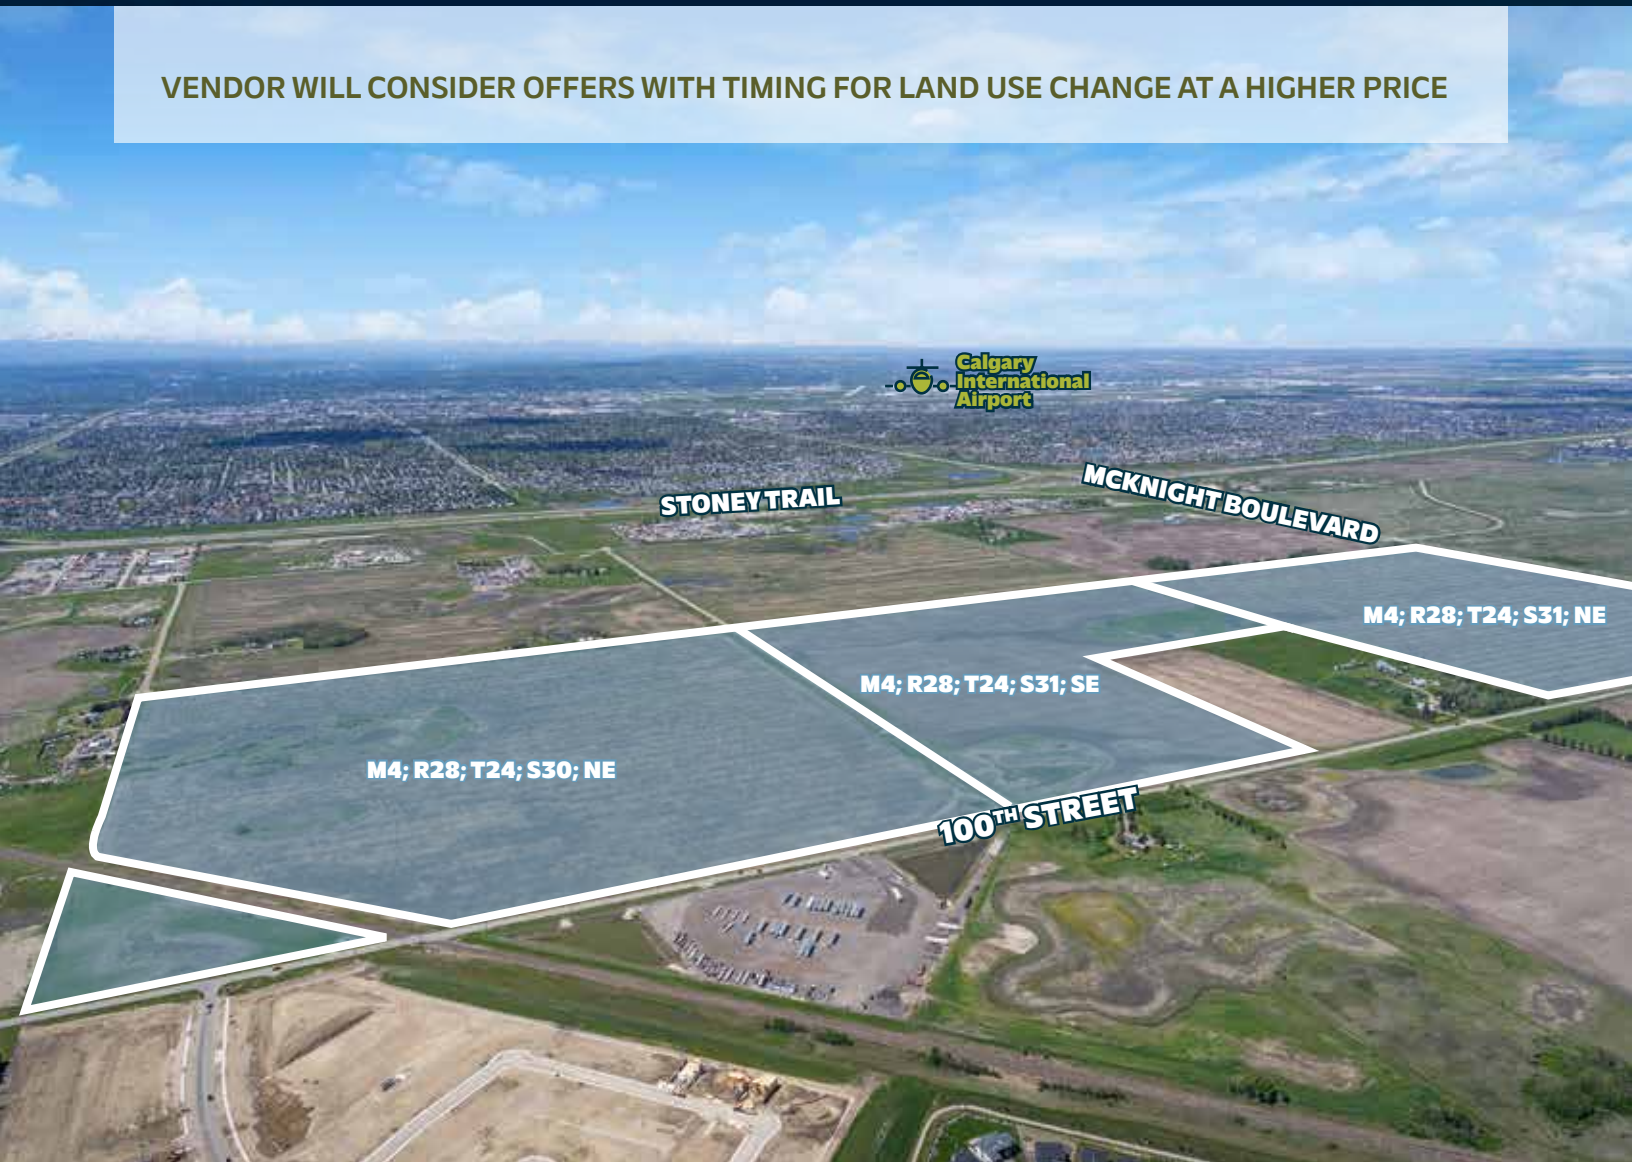 VENDOR WILL CONSIDER OFFERS WITH TIMING FOR LAND USE CHANGE AT A HIGHER PRICE
Calgary
International
Airport
STONEY TRAIL
MCKNIGHT BOULEVARD
M4; R28; T24; S31; NE
M4; R28; T24; S31; SE
M4; R28; T24; S30; NE
100TH STREET